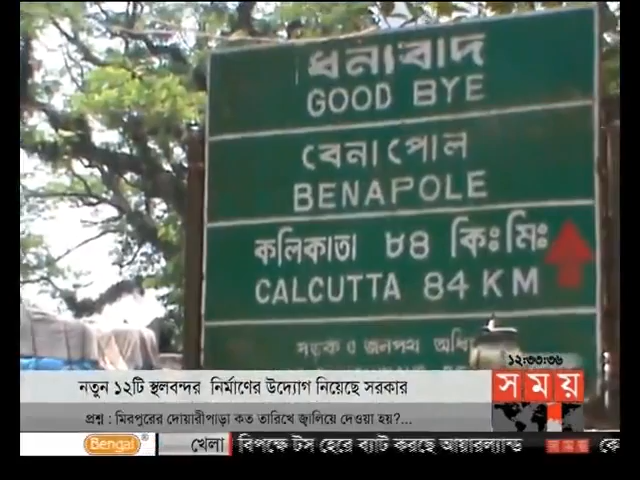 ধন্যবাদ
GOOD BYE
বেনাপোল
BENAPOLE
কলিকাতা ৮৪ কিঃ মিঃ
CALCUTTA 84 KM
সড়ক ও জনপথ
১২:৩৩:৩৬
নতুন ১২টি স্থলবন্দর নির্মাণের উদ্যোগ নিয়েছে সরকার
সময়
প্রশ্ন : মিরপুরের দোয়ারীপাড়া কত তারিখে জ্বালিয়ে দেওয়া হয়?...
Bengal® খেলা বিপক্ষে টস হেরে ব্যাট করছে আয়ারল্যান্ড সময়